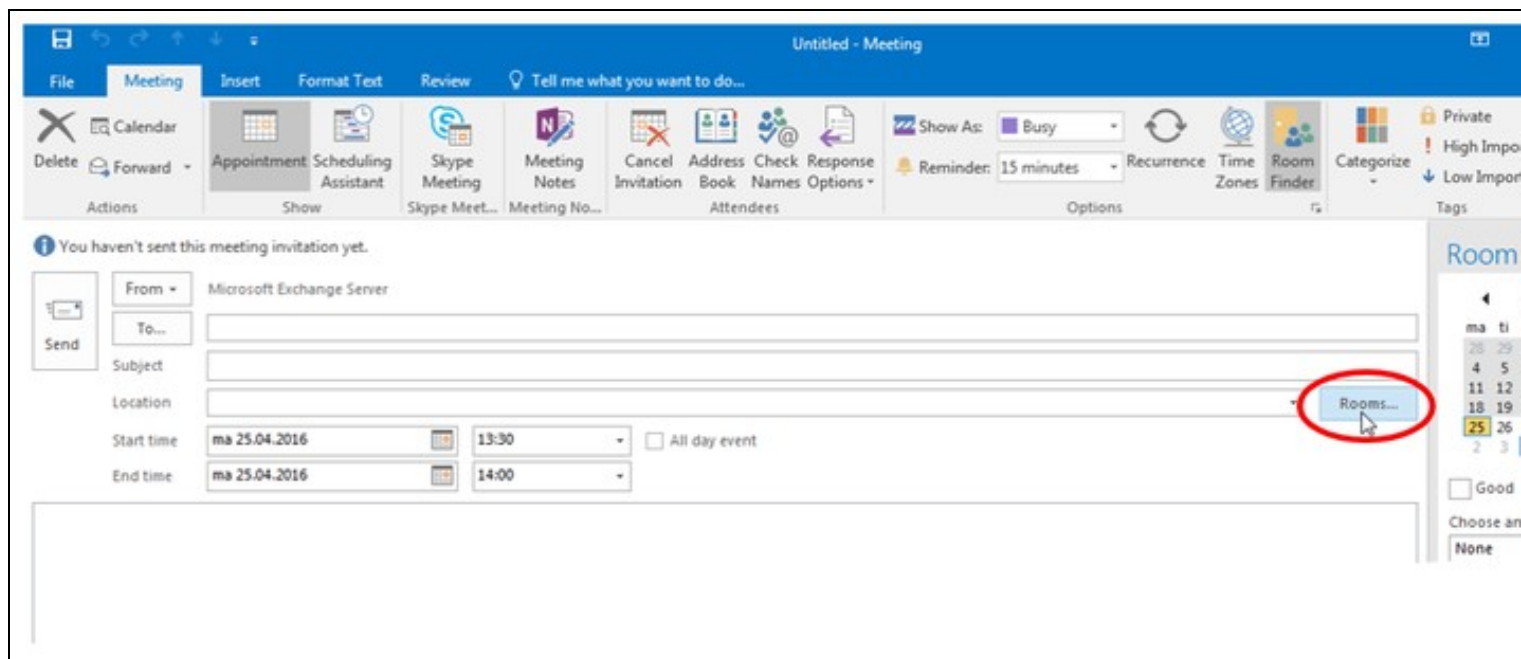 Untitled - Meeting
File Meeting Insert Format Text Review Tell me what you want to do...
Delete
Calendar
Forward
Actions
Appointment
Scheduling
Assistant
Show
Skype
Meeting
Skype Meet...
Meeting
Notes
Meeting No...
Cancel
Invitation
Address
Book
Check
Names
Response
Options
Attendees
Show As: Busy
Reminder: 15 minutes
Recurrence
Time
Zones
Room
Finder
Options
Categorize
Private
High Impo
Low Import
Tags
You haven't sent this meeting invitation yet.
Send
From Microsoft Exchange Server
To...
Subject
Location Rooms...
Start time ma 25.04.2016 13:30 All day event
End time ma 25.04.2016 14:00
Room
ma ti
28 29
4 5
11 12
18 19
25 26
2 3
Good
Choose an
None